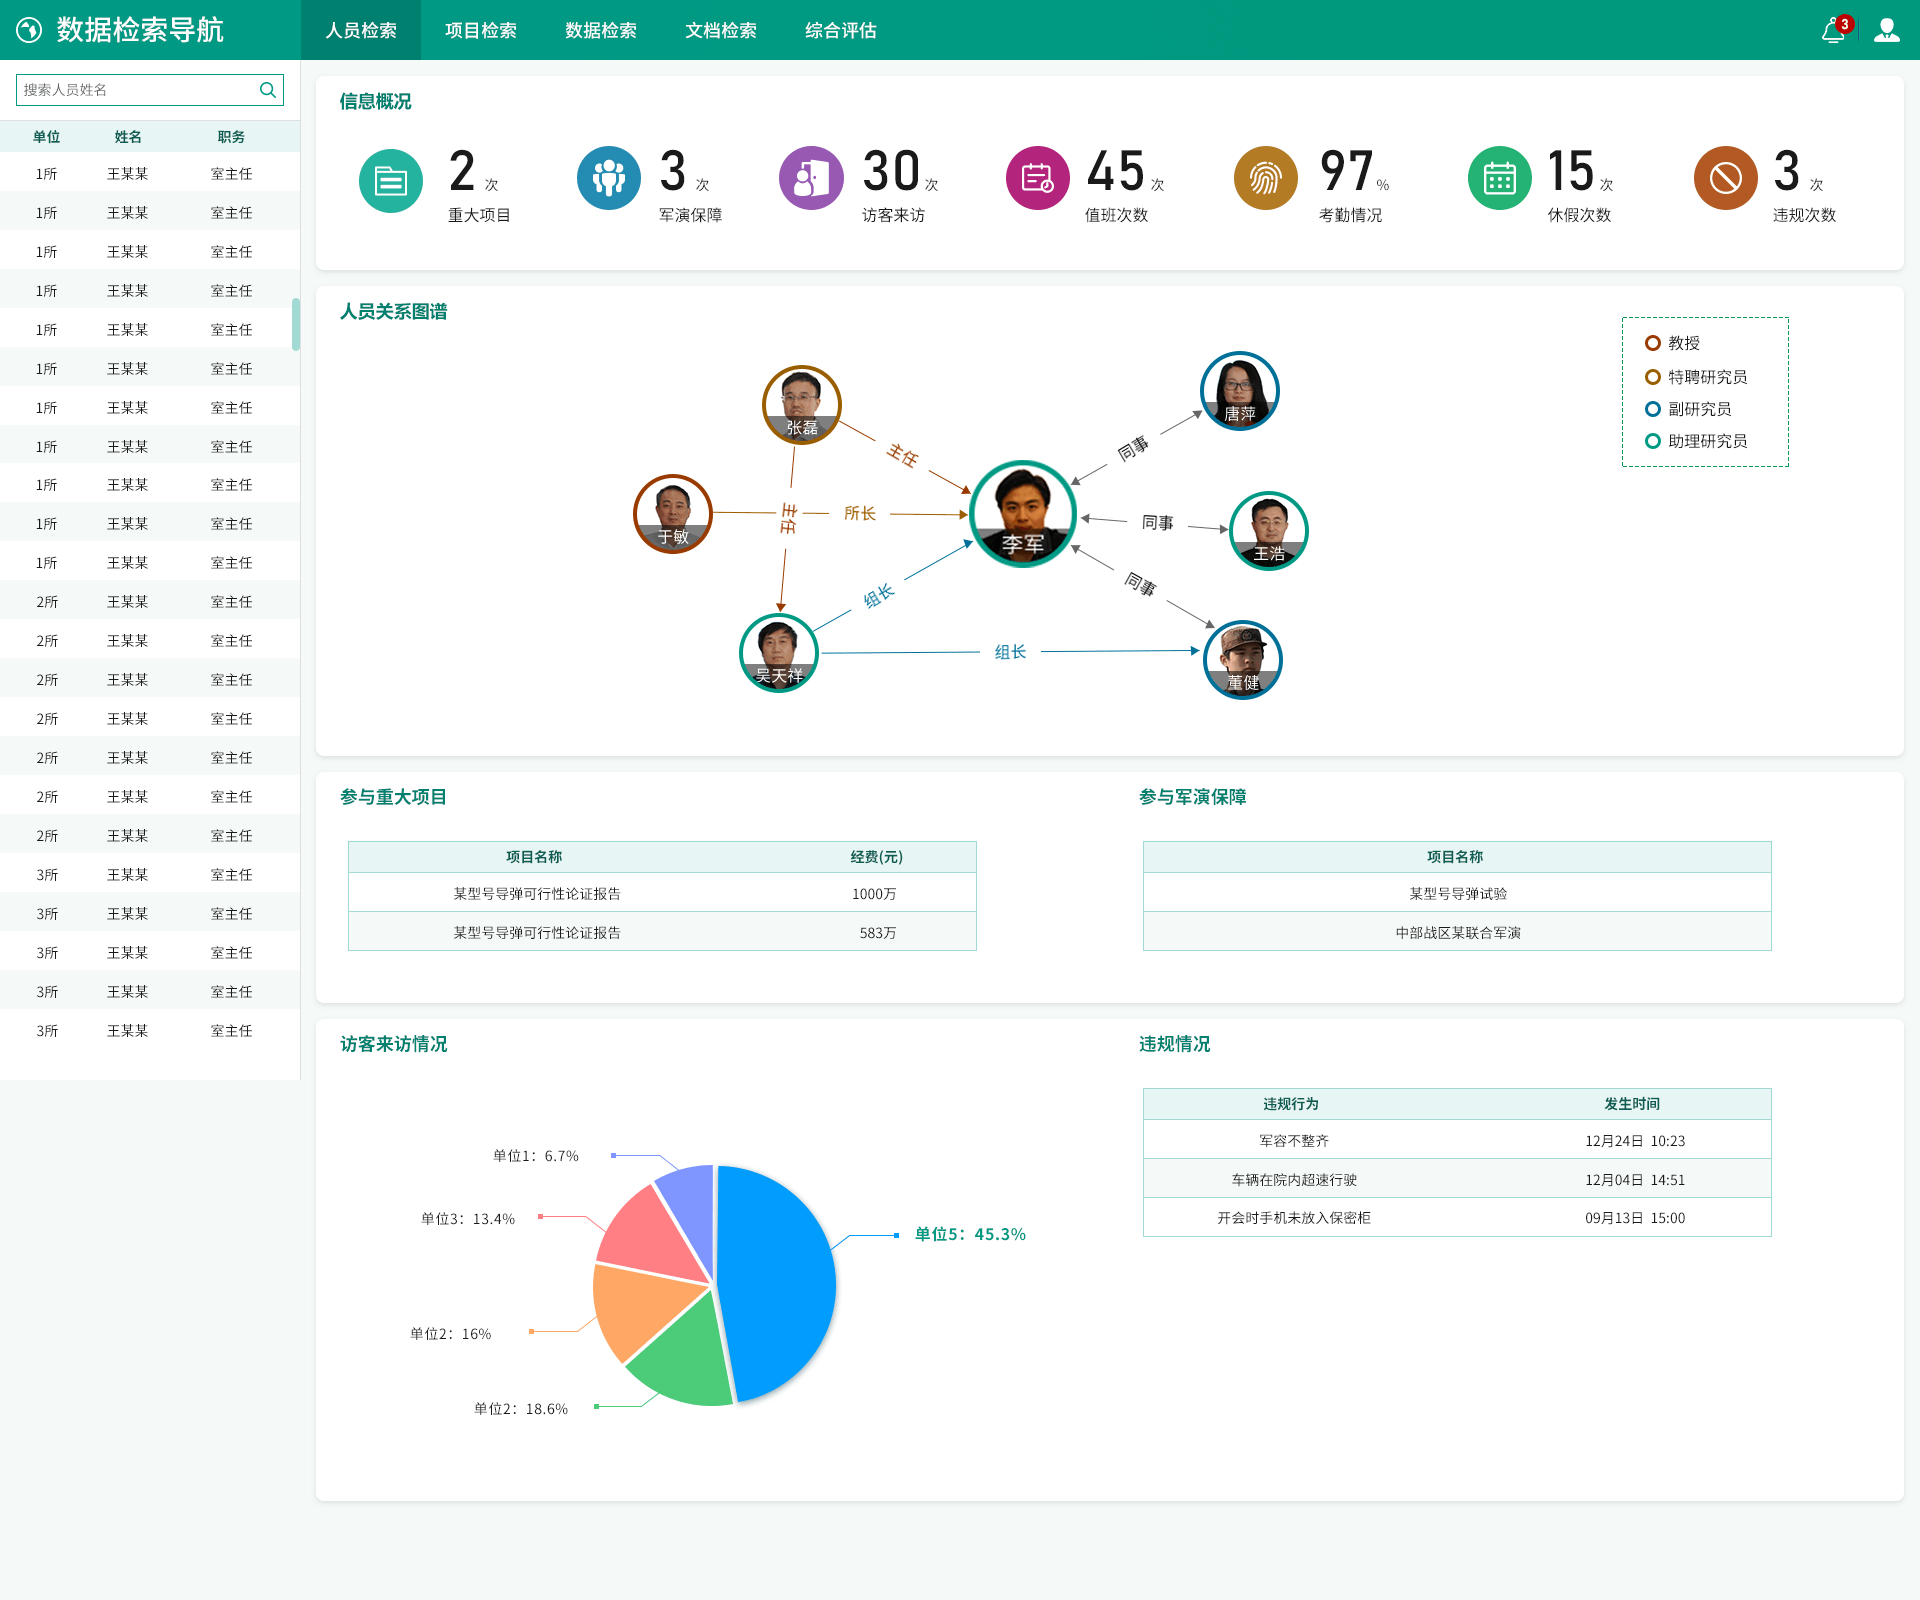 数据检索导航
人员检索 项目检索 数据检索 文档检索 综合评估
3
搜索人员姓名
单位 姓名 职务
1所 王某某 室主任
1所 王某某 室主任
1所 王某某 室主任
1所 王某某 室主任
1所 王某某 室主任
1所 王某某 室主任
1所 王某某 室主任
1所 王某某 室主任
1所 王某某 室主任
1所 王某某 室主任
1所 王某某 室主任
2所 王某某 室主任
2所 王某某 室主任
2所 王某某 室主任
2所 王某某 室主任
2所 王某某 室主任
2所 王某某 室主任
2所 王某某 室主任
3所 王某某 室主任
3所 王某某 室主任
3所 王某某 室主任
3所 王某某 室主任
3所 王某某 室主任
信息概况
2 次
重大项目
3 次
军演保障
30 次
访客来访
45 次
值班次数
97 %
考勤情况
15 次
休假次数
3 次
违规次数
人员关系图谱
教授
特聘研究员
副研究员
助理研究员
张磊
唐萍
主任
同事
于敏
主任
所长
李军
同事
王浩
组长
同事
吴天祥
组长
董健
参与重大项目
项目名称 经费(元)
某型号导弹可行性论证报告 1000万
某型号导弹可行性论证报告 583万
参与军演保障
项目名称
某型号导弹试验
中部战区某联合军演
访客来访情况
单位1：6.7%
单位3：13.4%
单位5：45.3%
单位2：16%
单位2：18.6%
违规情况
违规行为 发生时间
军容不整齐 12月24日 10:23
车辆在院内超速行驶 12月04日 14:51
开会时手机未放入保密柜 09月13日 15:00